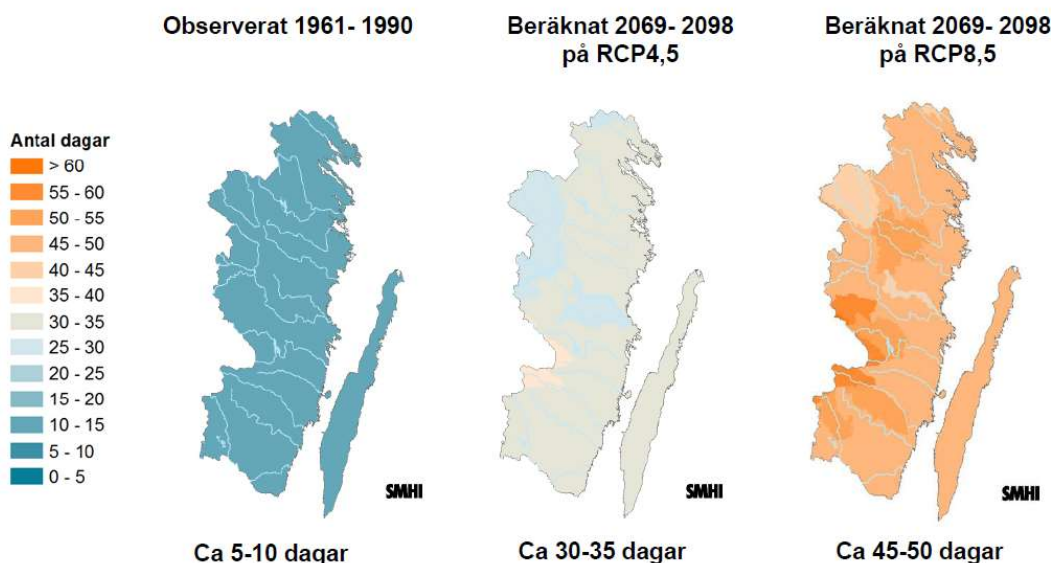 Observerat 1961- 1990
Beräknat 2069- 2098
på RCP4,5
Beräknat 2069- 2098
på RCP8,5
Antal dagar
> 60
55 - 60
50 - 55
45 - 50
40 - 45
35 - 40
30 - 35
25 - 30
20 - 25
15 - 20
10 - 15
5 - 10
0 - 5
SMHI
SMHI
SMHI
Ca 5-10 dagar
Ca 30-35 dagar
Ca 45-50 dagar